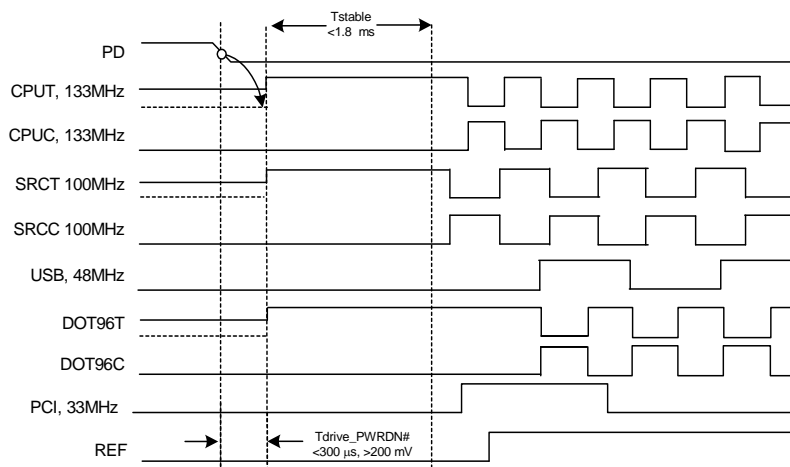 Tstable
<1.8 ms
PD
CPUT, 133MHz
CPUC, 133MHz
SRCT 100MHz
SRCC 100MHz
USB, 48MHz
DOT96T
DOT96C
PCI, 33MHz
REF
Tdrive_PWRDN#
<300 µs, >200 mV